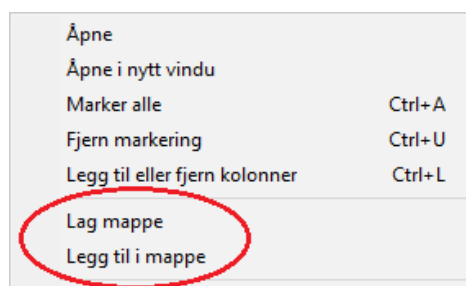 Åpne
Åpne i nytt vindu
Marker alle Ctrl+A
Fjern markering Ctrl+U
Legg til eller fjern kolonner Ctrl+L
Lag mappe
Legg til i mappe